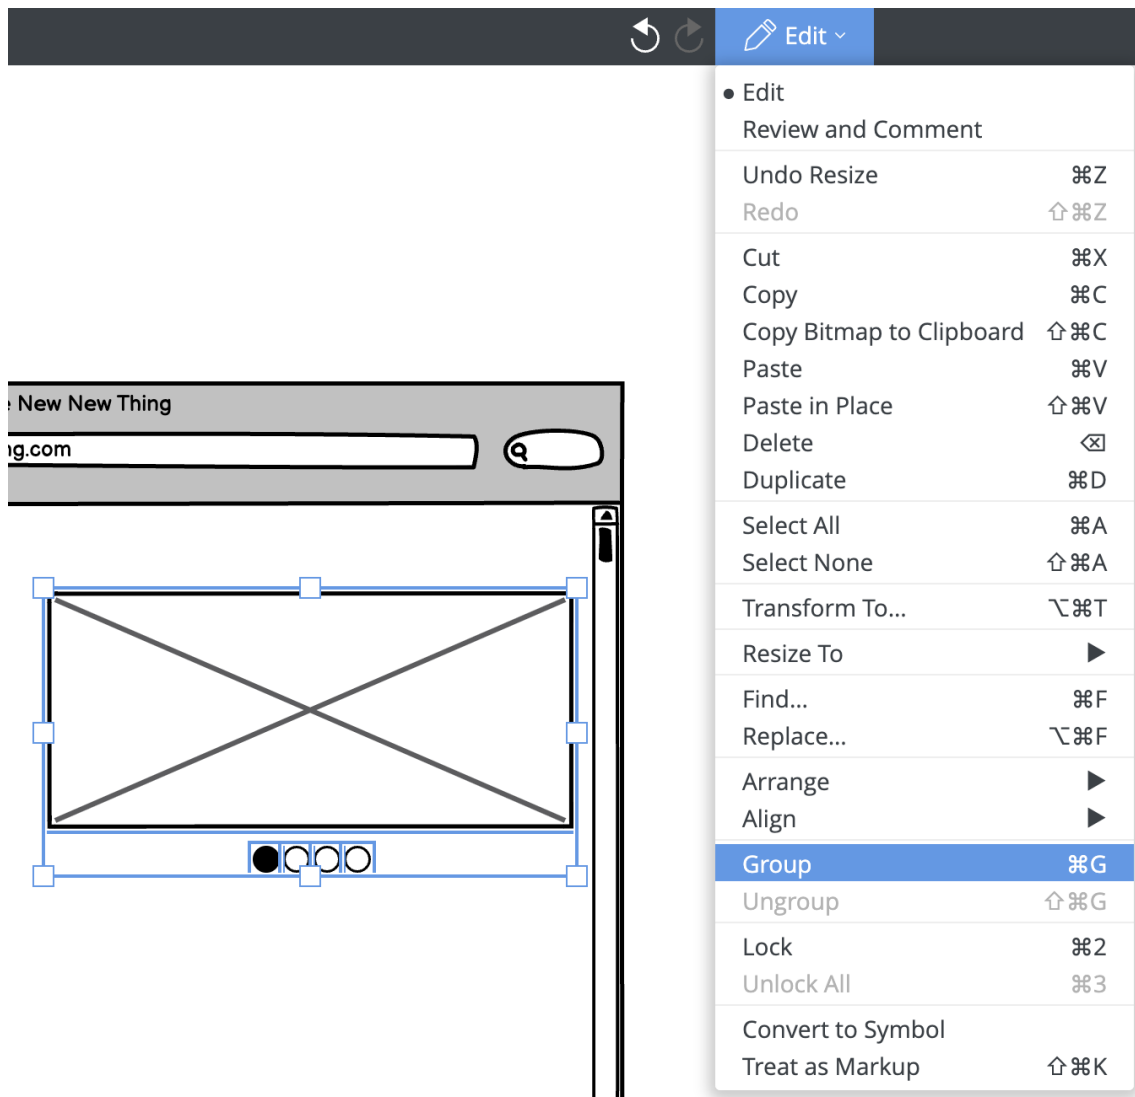 Edit
Edit
Review and Comment
Undo Resize ⌘Z
Redo ⇧⌘Z
Cut ⌘X
Copy ⌘C
Copy Bitmap to Clipboard ⇧⌘C
Paste ⌘V
Paste in Place ⇧⌘V
Delete ⌫
Duplicate ⌘D
Select All ⌘A
Select None ⇧⌘A
Transform To... ⌥⌘T
Resize To ▶
Find... ⌘F
Replace... ⌥⌘F
Arrange ▶
Align ▶
Group ⌘G
Ungroup ⇧⌘G
Lock ⌘2
Unlock All ⌘3
Convert to Symbol
Treat as Markup ⇧⌘K
New New Thing
ng.com